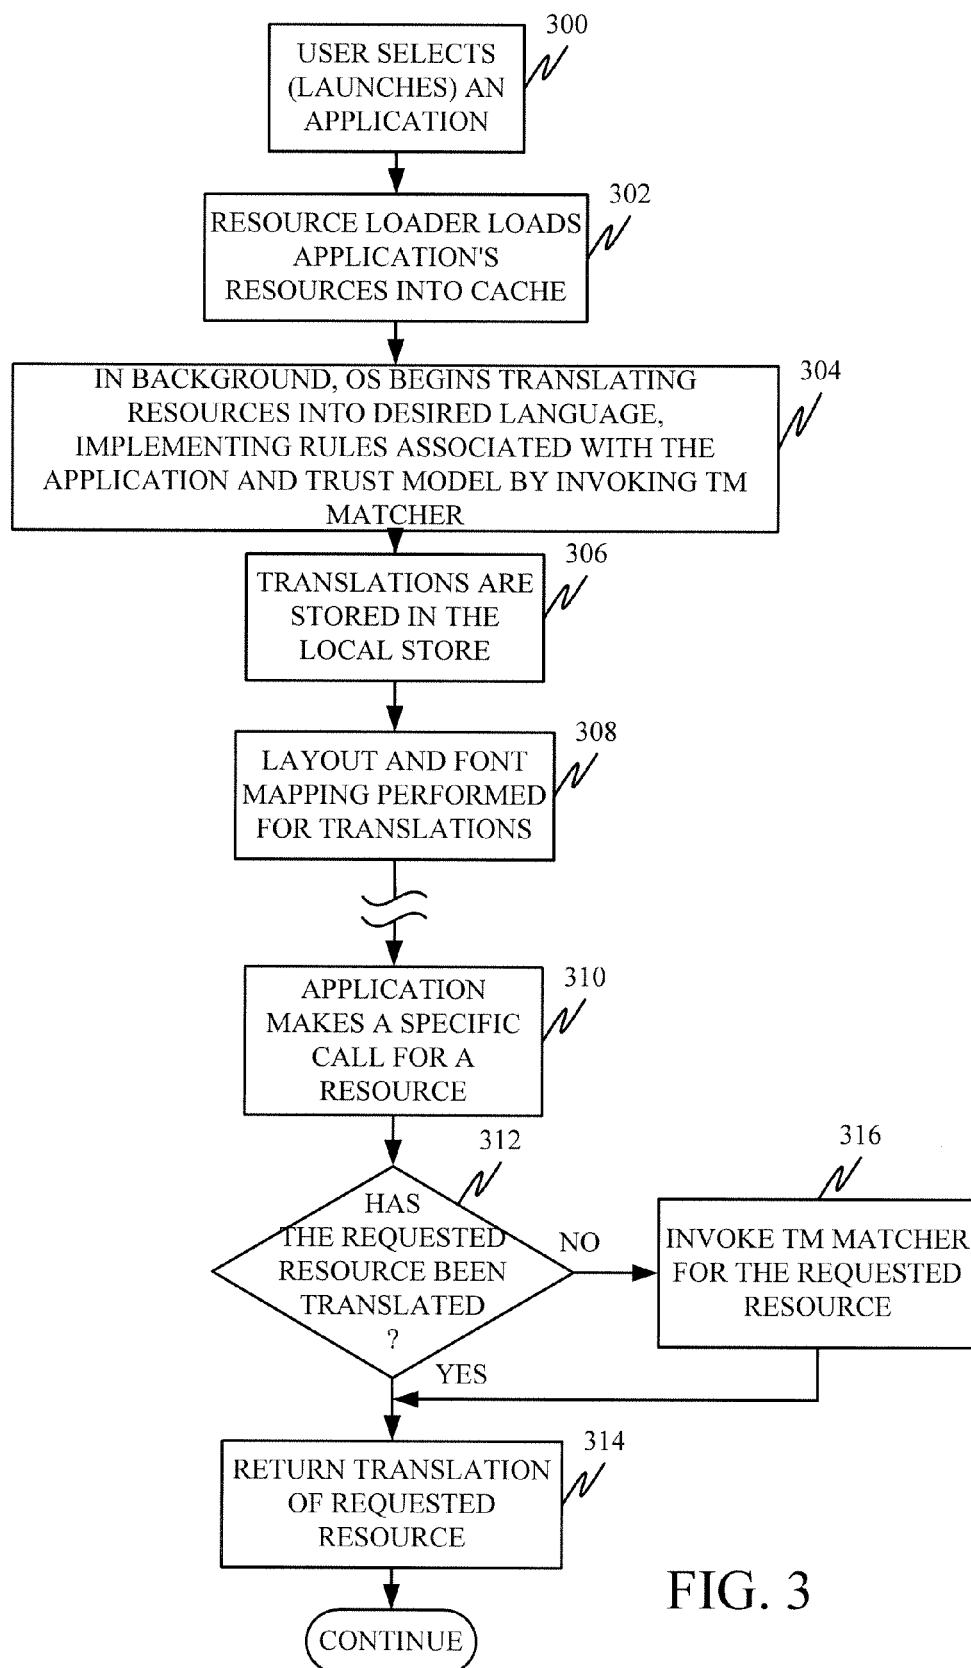 300
USER SELECTS
(LAUNCHES) AN
APPLICATION
302
RESOURCE LOADER LOADS
APPLICATION'S
RESOURCES INTO CACHE
304
IN BACKGROUND, OS BEGINS TRANSLATING
RESOURCES INTO DESIRED LANGUAGE,
IMPLEMENTING RULES ASSOCIATED WITH THE
APPLICATION AND TRUST MODEL BY INVOKING TM
MATCHER
306
TRANSLATIONS ARE
STORED IN THE
LOCAL STORE
308
LAYOUT AND FONT
MAPPING PERFORMED
FOR TRANSLATIONS
310
APPLICATION
MAKES A SPECIFIC
CALL FOR A
RESOURCE
312
HAS
THE REQUESTED
RESOURCE BEEN
TRANSLATED
?
NO
316
INVOKE TM MATCHER
FOR THE REQUESTED
RESOURCE
YES
314
RETURN TRANSLATION
OF REQUESTED
RESOURCE
CONTINUE
FIG. 3